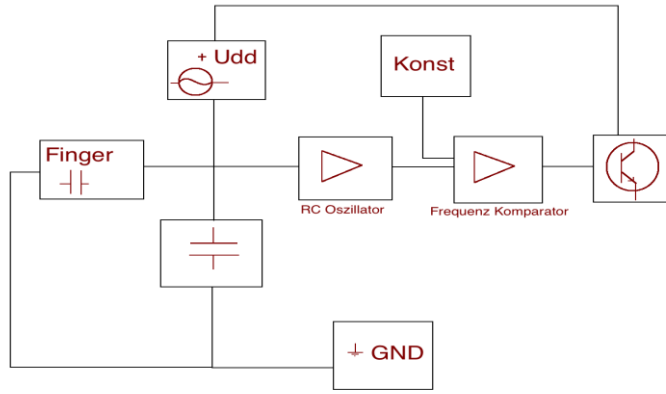 + Udd
Konst
Finger
RC Oszillator
Frequenz Komparator
GND